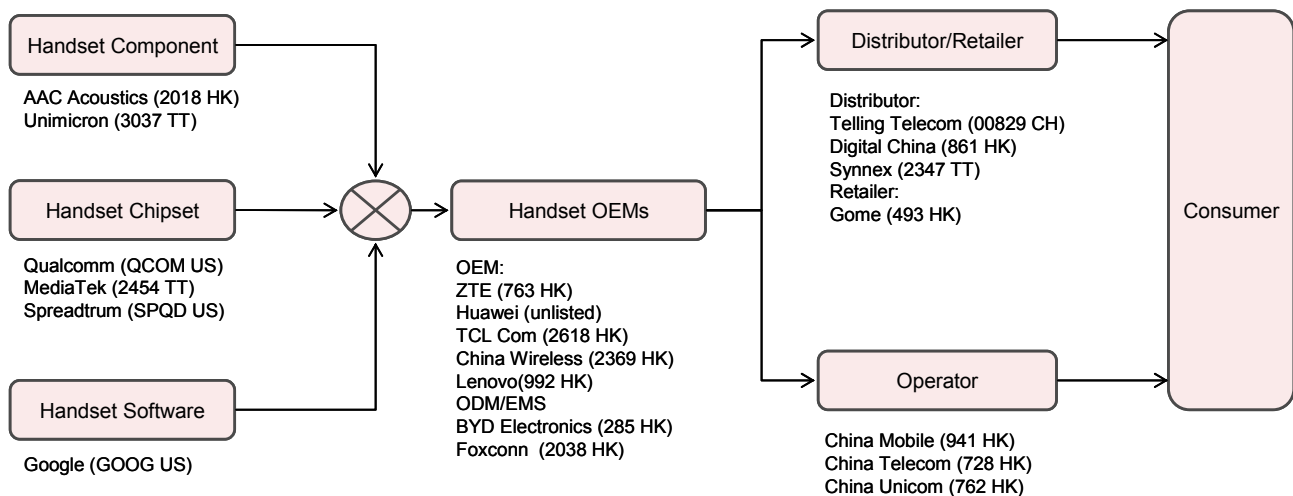 Handset Component
AAC Acoustics (2018 HK)
Unimicron (3037 TT)
Handset Chipset
Qualcomm (QCOM US)
MediaTek (2454 TT)
Spreadtrum (SPQD US)
Handset Software
Google (GOOG US)
Handset OEMs
OEM:
ZTE (763 HK)
Huawei (unlisted)
TCL Com (2618 HK)
China Wireless (2369 HK)
Lenovo(992 HK)
ODM/EMS
BYD Electronics (285 HK)
Foxconn  (2038 HK)
Distributor/Retailer
Distributor:
Telling Telecom (00829 CH)
Digital China (861 HK)
Synnex (2347 TT)
Retailer:
Gome (493 HK)
Operator
China Mobile (941 HK)
China Telecom (728 HK)
China Unicom (762 HK)
Consumer